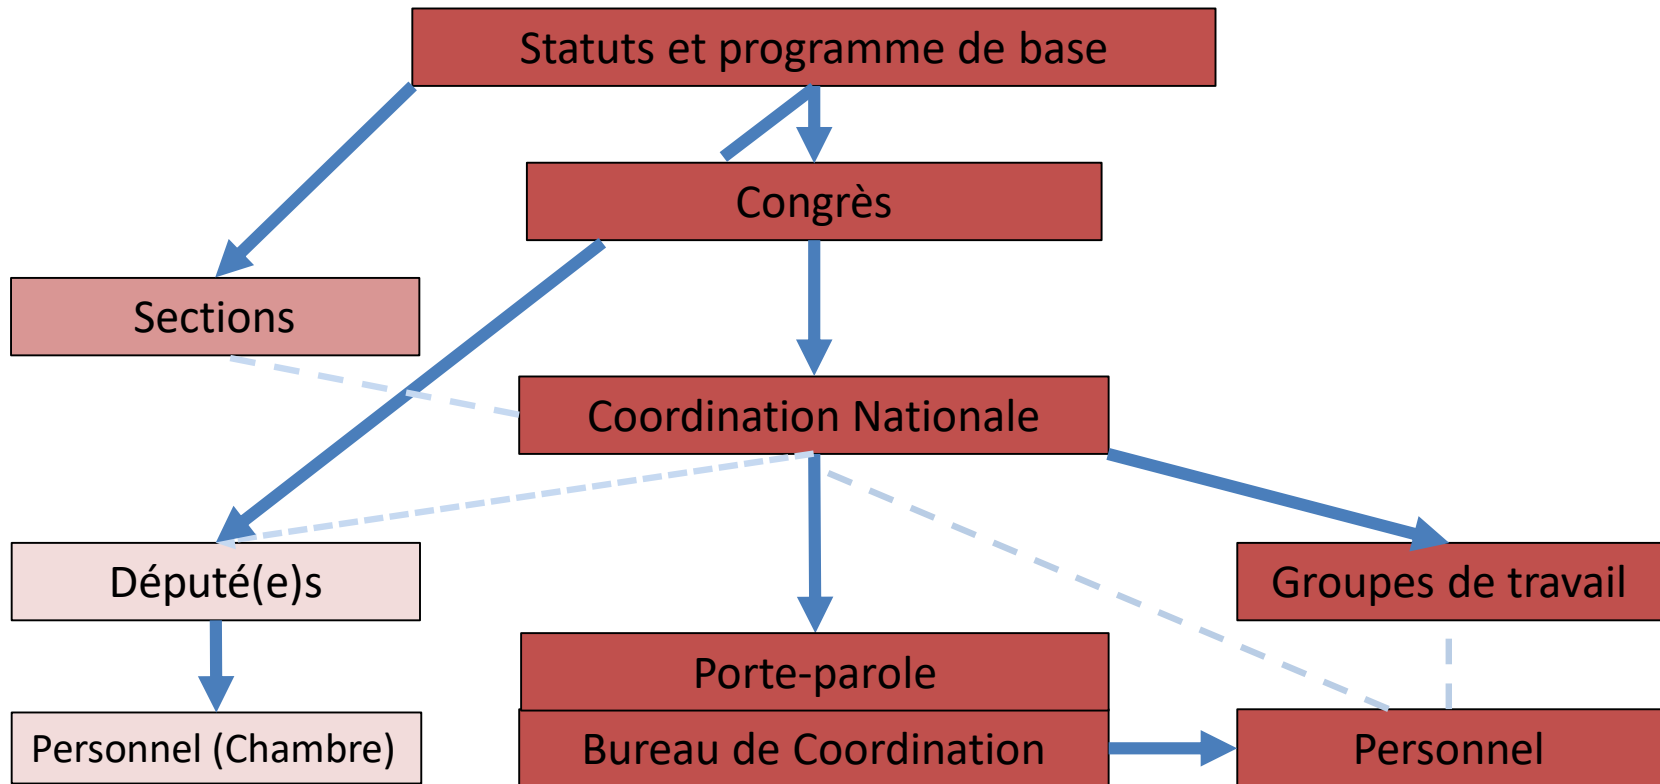 Statuts et programme de base
Congrès
Sections
Coordination Nationale
Député(e)s
Groupes de travail
Porte-parole
Personnel (Chambre)
Bureau de Coordination
Personnel